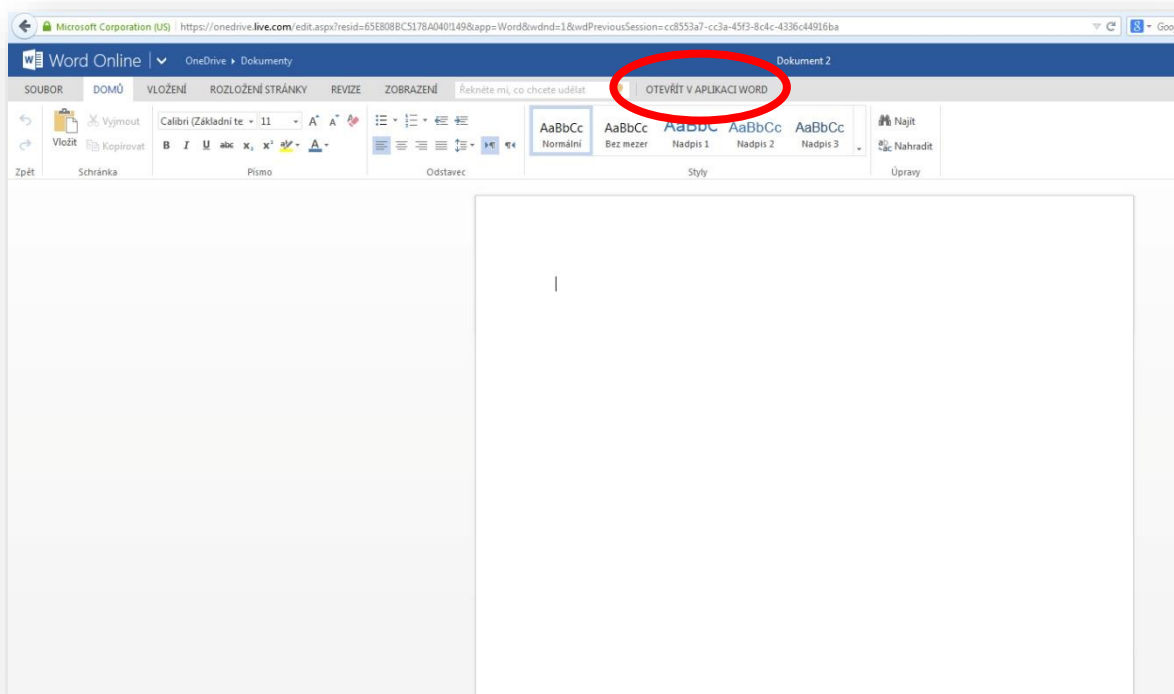 Microsoft Corporation (US) https://onedrive.live.com/edit.aspx?resid=65E808BC5178A040!149&app=Word&wdnd=1&wdPreviousSession=cc8553a7-cc3a-45f3-8c4c-4336c44916ba
Word Online OneDrive Dokumenty Dokument 2
SOUBOR DOMŮ VLOŽENÍ ROZLOŽENÍ STRÁNKY REVIZE ZOBRAZENÍ Řekněte mi, co chcete udělat OTEVŘÍT V APLIKACI WORD
Vyjmout Calibri (Základní te 11 Najít
AaBbCc AaBbCc AaBbC AaBbCc AaBbCc
Vložit Kopírovat B I U abc Normální Bez mezer Nadpis 1 Nadpis 2 Nadpis 3 Nahradit
Zpět Schránka Písmo Odstavec Styly Úpravy